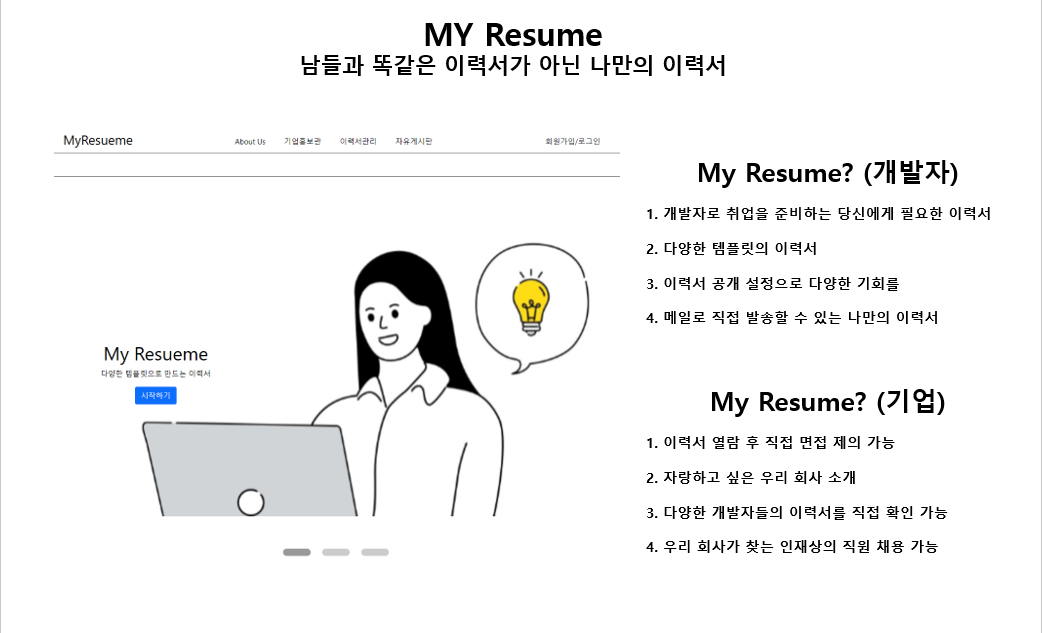 MY Resume
남들과 똑같은 이력서가 아닌 나만의 이력서
MyResueme
About Us 기업홍보관 이력서관리 자유게시판 회원가입/로그인
My Resueme
다양한 템플릿으로 만드는 이력서
시작하기
My Resume? (개발자)
1. 개발자로 취업을 준비하는 당신에게 필요한 이력서
2. 다양한 템플릿의 이력서
3. 이력서 공개 설정으로 다양한 기회를
4. 메일로 직접 발송할 수 있는 나만의 이력서
My Resume? (기업)
1. 이력서 열람 후 직접 면접 제의 가능
2. 자랑하고 싶은 우리 회사 소개
3. 다양한 개발자들의 이력서를 직접 확인 가능
4. 우리 회사가 찾는 인재상의 직원 채용 가능